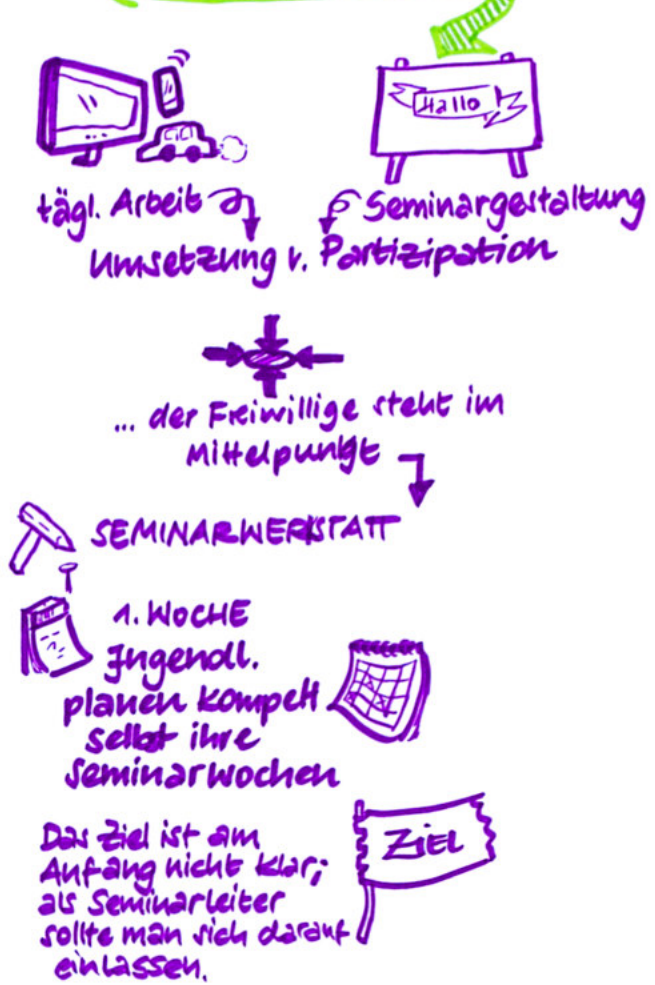 Hallo
tägl. Arbeit Seminargestaltung
Umsetzung v. Partizipation
... der Freiwillige steht im
Mittelpunkt
SEMINARWERKSTATT
1. WOCHE
Jugendl.
planen komplett
selbst ihre
Seminarwochen
Das Ziel ist am
Anfang nicht klar;
als Seminarleiter
sollte man sich darauf
einlassen.
ZIEL